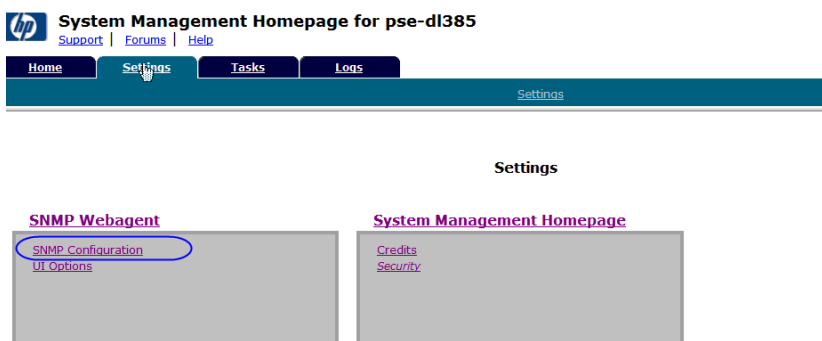 hp
System Management Homepage for pse-dl385
Support | Forums | Help
Home Settings Tasks Logs
Settings
Settings
SNMP Webagent System Management Homepage
SNMP Configuration Credits
UI Options Security